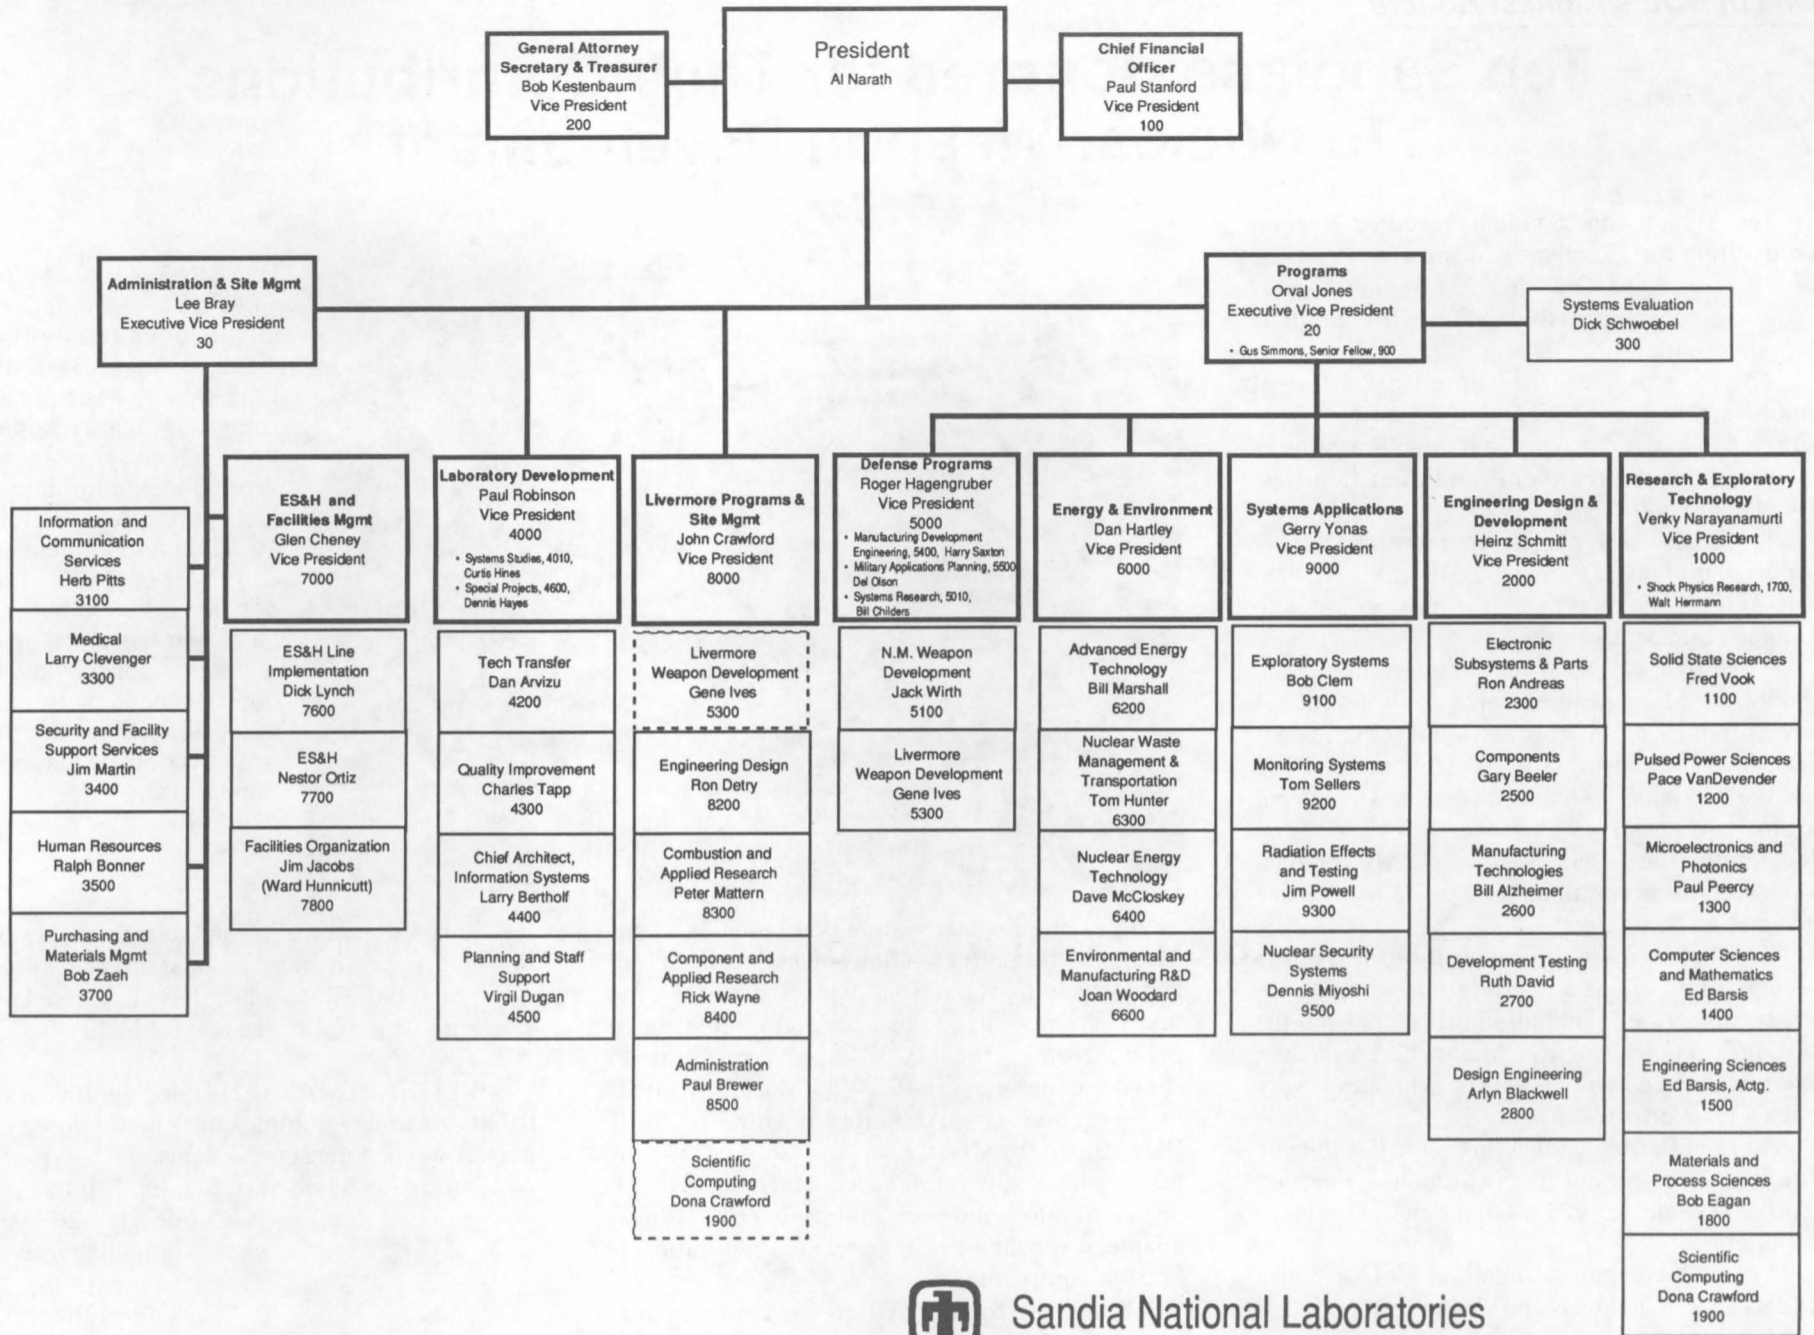 President
Al Narath
General Attorney
Secretary & Treasurer
Bob Kestenbaum
Vice President
200
Chief Financial
Officer
Paul Stanford
Vice President
100
Administration & Site Mgmt
Lee Bray
Executive Vice President
30
Programs
Orval Jones
Executive Vice President
20
• Gus Simmons, Senior Fellow, 900
Systems Evaluation
Dick Schwoebel
300
Information and
Communication
Services
Herb Pitts
3100
Medical
Larry Clevenger
3300
Security and Facility
Support Services
Jim Martin
3400
Human Resources
Ralph Bonner
3500
Purchasing and
Materials Mgmt
Bob Zaeh
3700
ES&H and
Facilities Mgmt
Glen Cheney
Vice President
7000
ES&H Line
Implementation
Dick Lynch
7600
ES&H
Nestor Ortiz
7700
Facilities Organization
Jim Jacobs
(Ward Hunnicutt)
7800
Laboratory Development
Paul Robinson
Vice President
4000
• Systems Studies, 4010,
Curtis Hines
• Special Projects, 4600,
Dennis Hayes
Tech Transfer
Dan Arvizu
4200
Quality Improvement
Charles Tapp
4300
Chief Architect,
Information Systems
Larry Bertholf
4400
Planning and Staff
Support
Virgil Dugan
4500
Livermore Programs &
Site Mgmt
John Crawford
Vice President
8000
Livermore
Weapon Development
Gene Ives
5300
Engineering Design
Ron Detry
8200
Combustion and
Applied Research
Peter Mattern
8300
Component and
Applied Research
Rick Wayne
8400
Administration
Paul Brewer
8500
Scientific
Computing
Dona Crawford
1900
Defense Programs
Roger Hagengruber
Vice President
5000
• Manufacturing Development
Engineering, 5400, Harry Saxton
• Military Applications Planning, 5500
Del Olson
• Systems Research, 5010,
Bill Childers
N.M. Weapon
Development
Jack Wirth
5100
Livermore
Weapon Development
Gene Ives
5300
Energy & Environment
Dan Hartley
Vice President
6000
Advanced Energy
Technology
Bill Marshall
6200
Nuclear Waste
Management &
Transportation
Tom Hunter
6300
Nuclear Energy
Technology
Dave McCloskey
6400
Environmental and
Manufacturing R&D
Joan Woodard
6600
Systems Applications
Gerry Yonas
Vice President
9000
Exploratory Systems
Bob Clem
9100
Monitoring Systems
Tom Sellers
9200
Radiation Effects
and Testing
Jim Powell
9300
Nuclear Security
Systems
Dennis Miyoshi
9500
Engineering Design &
Development
Heinz Schmitt
Vice President
2000
Electronic
Subsystems & Parts
Ron Andreas
2300
Components
Gary Beeler
2500
Manufacturing
Technologies
Bill Alzheimer
2600
Development Testing
Ruth David
2700
Design Engineering
Arlyn Blackwell
2800
Research & Exploratory
Technology
Venky Narayanamurti
Vice President
1000
• Shock Physics Research, 1700,
Walt Herrmann
Solid State Sciences
Fred Vook
1100
Pulsed Power Sciences
Pace VanDevender
1200
Microelectronics and
Photonics
Paul Peercy
1300
Computer Sciences
and Mathematics
Ed Barsis
1400
Engineering Sciences
Ed Barsis, Actg.
1500
Materials and
Process Sciences
Bob Eagan
1800
Scientific
Computing
Dona Crawford
1900
Sandia National Laboratories